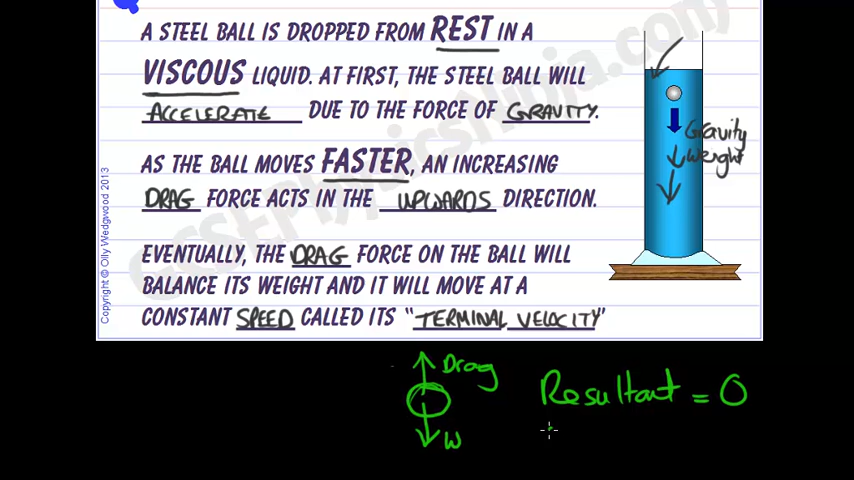 A STEEL BALL IS DROPPED FROM REST IN A
VISCOUS LIQUID. AT FIRST, THE STEEL BALL WILL
ACCELERATE DUE TO THE FORCE OF GRAVITY.
AS THE BALL MOVES FASTER, AN INCREASING
DRAG FORCE ACTS IN THE UPWARDS DIRECTION.
EVENTUALLY, THE DRAG FORCE ON THE BALL WILL
BALANCE ITS WEIGHT AND IT WILL MOVE AT A
CONSTANT SPEED CALLED ITS "TERMINAL VELOCITY"
Gravity
Weight
Copyright © Olly Wedgwood 2013
GCSEPhysicsNinja.com
Drag
W
Resultant = 0